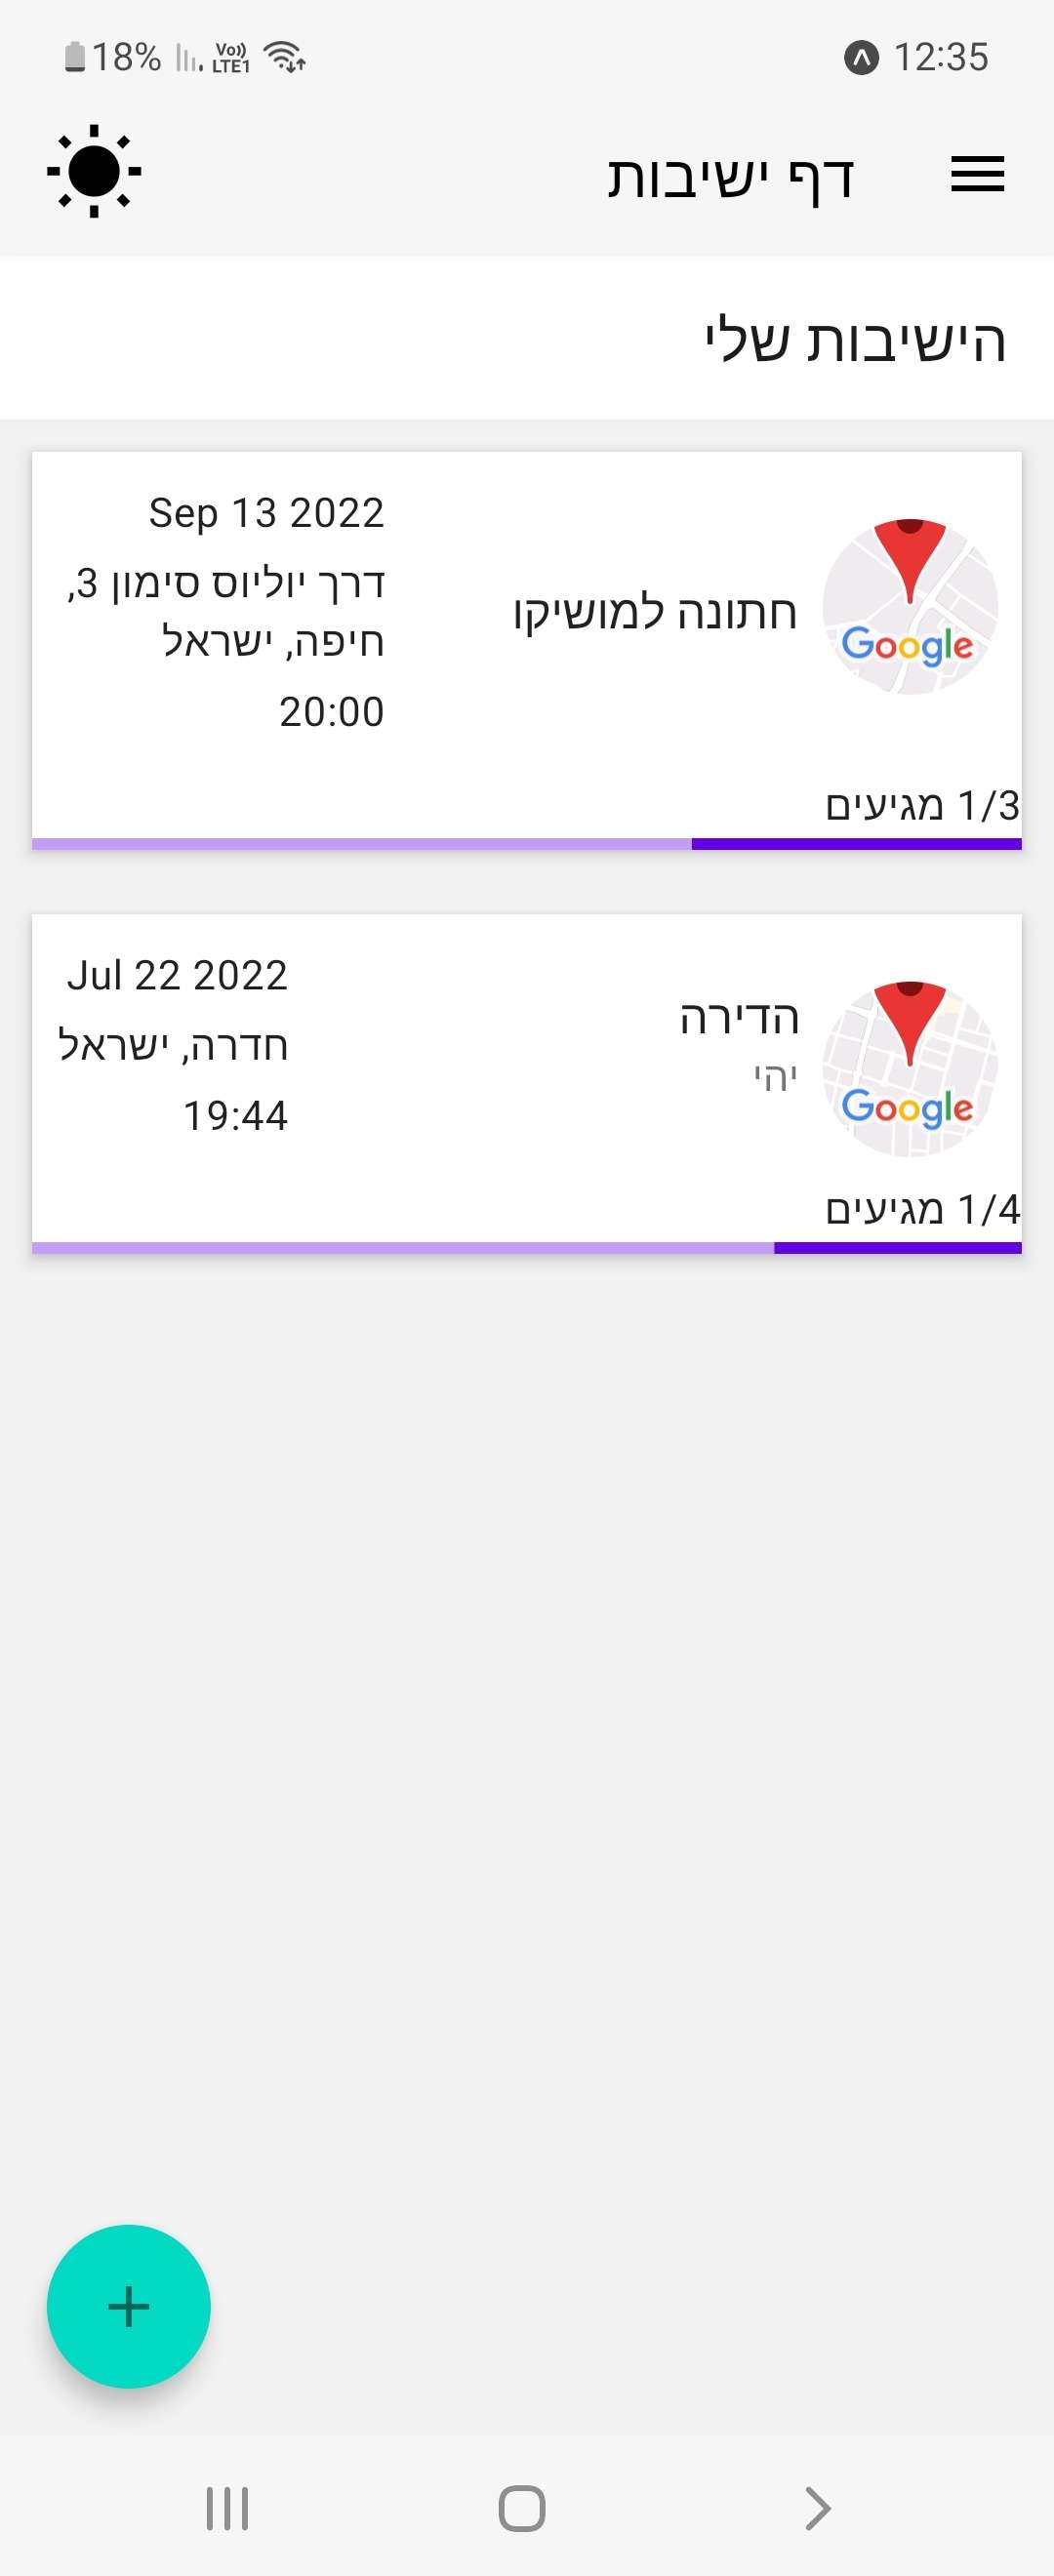 12:35
18%
Vo))
LTE1
דף ישיבות
הישיבות שלי
Google
חתונה למושיקו
Sep 13 2022
דרך יוליוס סימון 3,
חיפה, ישראל
20:00
1/3 מגיעים
Google
הדירה
יהי
Jul 22 2022
חדרה, ישראל
19:44
1/4 מגיעים